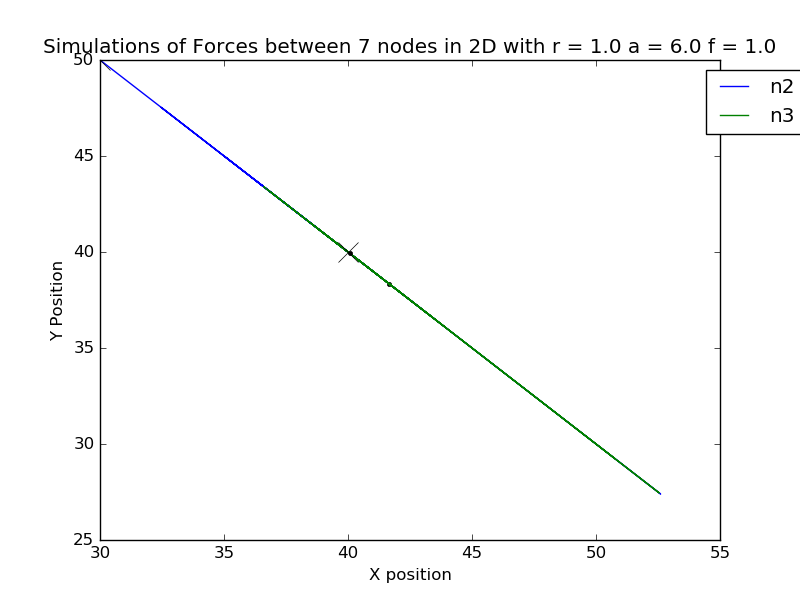 Simulations of Forces between 7 nodes in 2D with r = 1.0 a = 6.0 f = 1.0
n2
n3
50
45
40
35
30
25
Y Position
30 35 40 45 50 55
X position